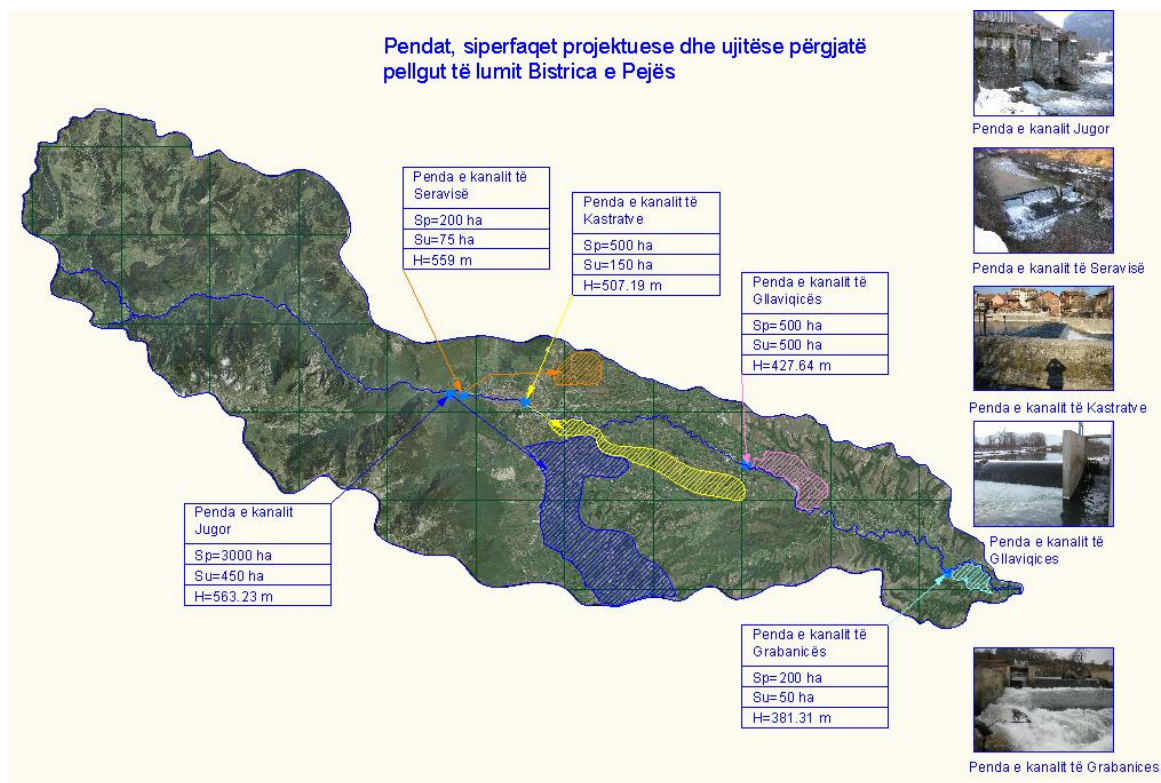 Pendat, siperfaqet projektuese dhe ujitëse përgjatë
pellgut të lumit Bistrica e Pejës
Penda e kanalit Jugor
Penda e kanalit të
Seravisë
Sp=200 ha
Su=75 ha
H=559 m
Penda e kanalit të
Kastratve
Sp=500 ha
Su=150 ha
H=507.19 m
Penda e kanalit të Seravisë
Penda e kanalit të
Gllaviqicës
Sp=500 ha
Su=500 ha
H=427.64 m
Penda e kanalit të Kastratve
Penda e kanalit
Jugor
Sp=3000 ha
Su=450 ha
H=563.23 m
Penda e kanalit të
Gllaviqices
Penda e kanalit të
Grabanicës
Sp=200 ha
Su=50 ha
H=381.31 m
Penda e kanalit të Grabanices